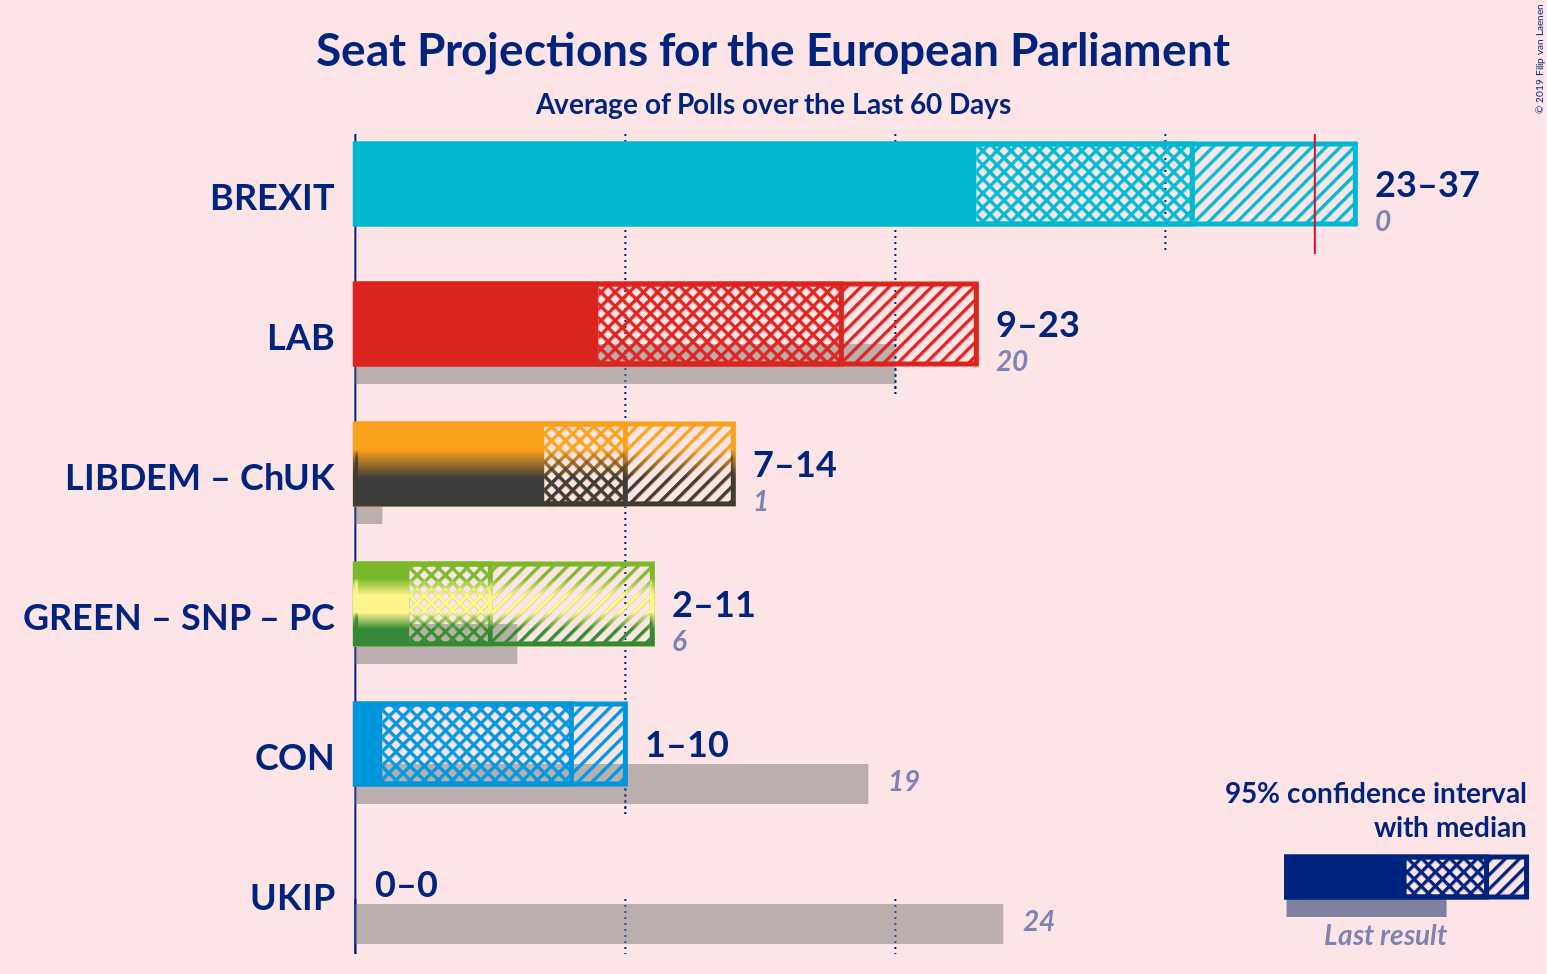 Seat Projections for the European Parliament
Average of Polls over the Last 60 Days
© 2019 Filip van Laenen
BREXIT
23–37
0
LAB
9–23
20
LIBDEM – ChUK
7–14
1
GREEN – SNP – PC
2–11
6
CON
1–10
19
UKIP
0–0
24
95% confidence interval
with median
Last result